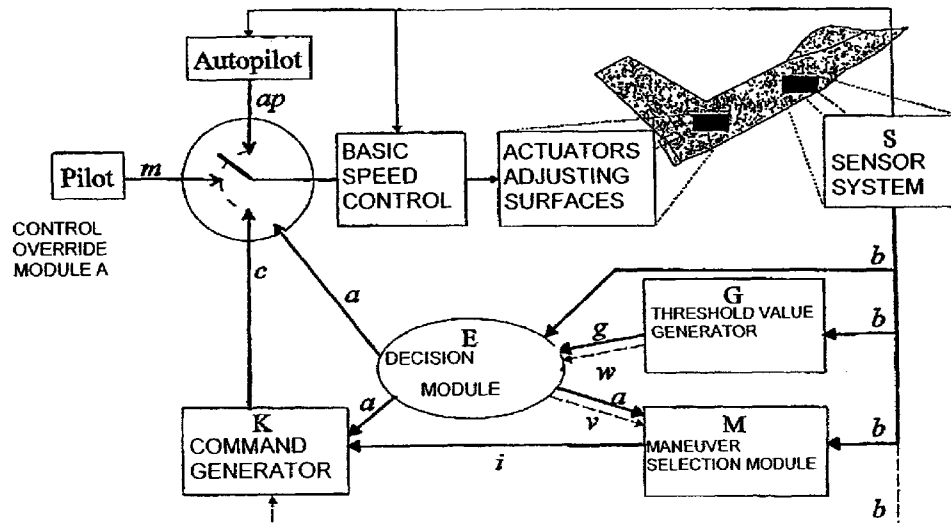 Autopilot
ap
Pilot
m
BASIC
SPEED
CONTROL
ACTUATORS
ADJUSTING
SURFACES
S
SENSOR
SYSTEM
CONTROL
OVERRIDE
MODULE A
c
a
b
E
DECISION
MODULE
g
w
G
THRESHOLD VALUE
GENERATOR
b
a
a
v
K
COMMAND
GENERATOR
i
M
MANEUVER
SELECTION MODULE
b
b